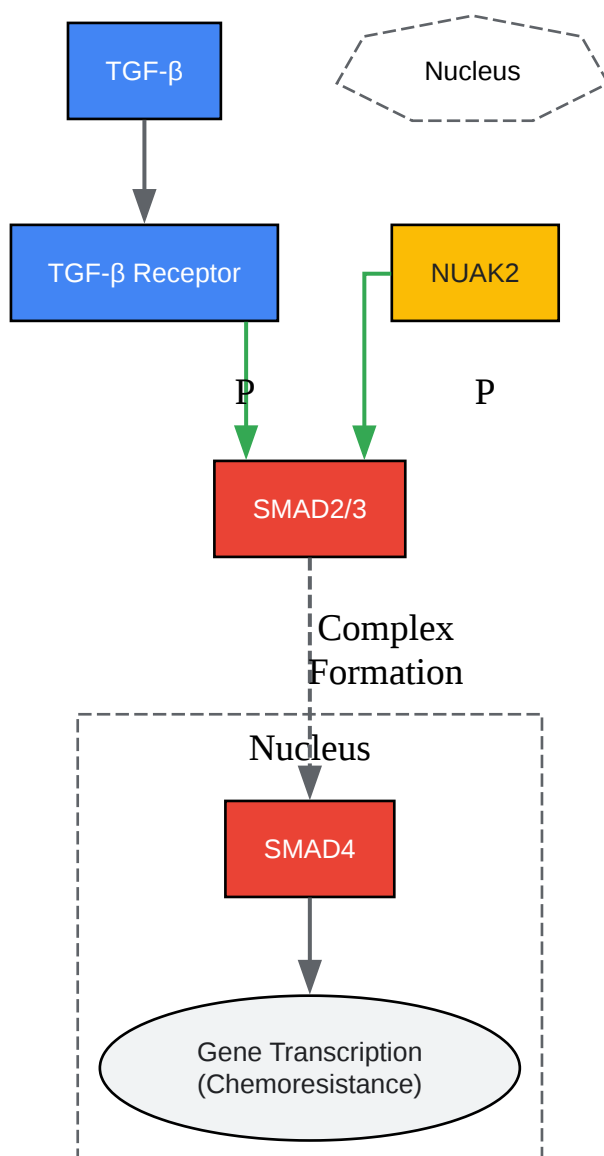 TGF-β
Nucleus
TGF-β Receptor
NUAK2
P
P
SMAD2/3
Complex
Formation
Nucleus
SMAD4
Gene Transcription
(Chemoresistance)